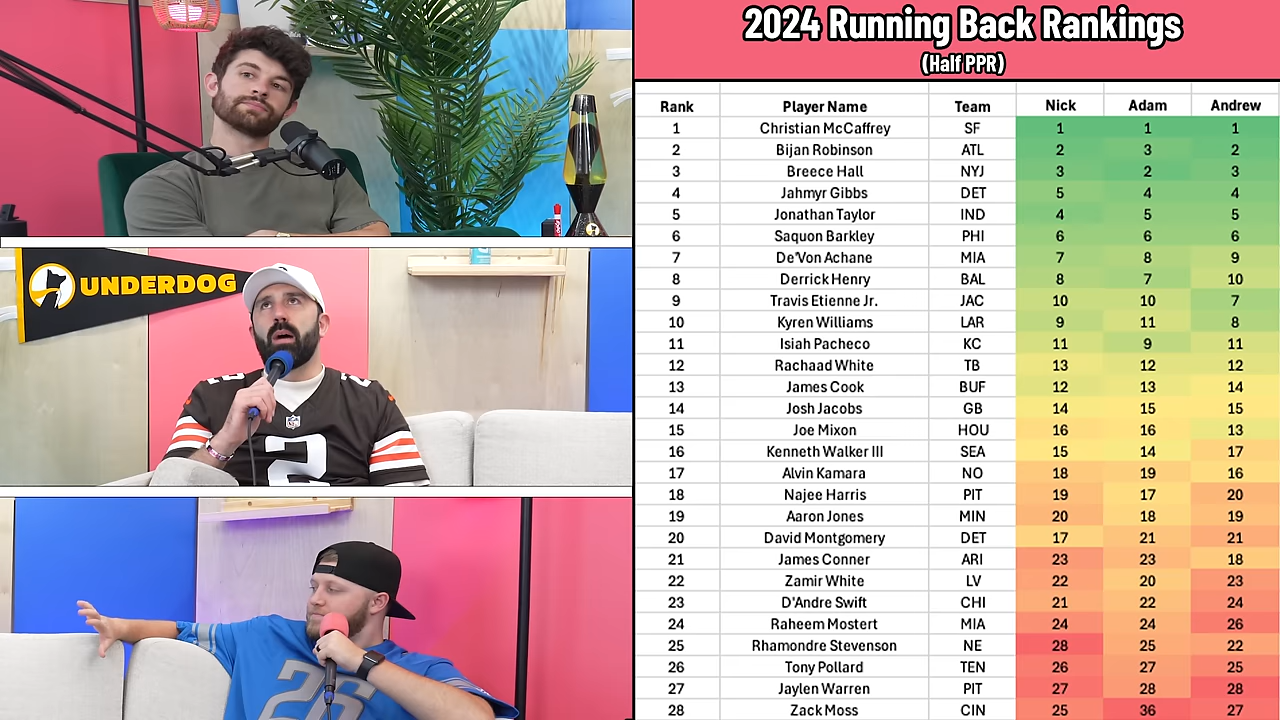 UNDERDOG
2
2
2
26
2024 Running Back Rankings
(Half PPR)
Rank Player Name Team Nick Adam Andrew
1 Christian McCaffrey SF 1 1 1
2 Bijan Robinson ATL 2 3 2
3 Breece Hall NYJ 3 2 3
4 Jahmyr Gibbs DET 5 4 4
5 Jonathan Taylor IND 4 5 5
6 Saquon Barkley PHI 6 6 6
7 De'Von Achane MIA 7 8 9
8 Derrick Henry BAL 8 7 10
9 Travis Etienne Jr. JAC 10 10 7
10 Kyren Williams LAR 9 11 8
11 Isiah Pacheco KC 11 9 11
12 Rachaad White TB 13 12 12
13 James Cook BUF 12 13 14
14 Josh Jacobs GB 14 15 15
15 Joe Mixon HOU 16 16 13
16 Kenneth Walker III SEA 15 14 17
17 Alvin Kamara NO 18 19 16
18 Najee Harris PIT 19 17 20
19 Aaron Jones MIN 20 18 19
20 David Montgomery DET 17 21 21
21 James Conner ARI 23 23 18
22 Zamir White LV 22 20 23
23 D'Andre Swift CHI 21 22 24
24 Raheem Mostert MIA 24 24 26
25 Rhamondre Stevenson NE 28 25 22
26 Tony Pollard TEN 26 27 25
27 Jaylen Warren PIT 27 28 28
28 Zack Moss CIN 25 36 27